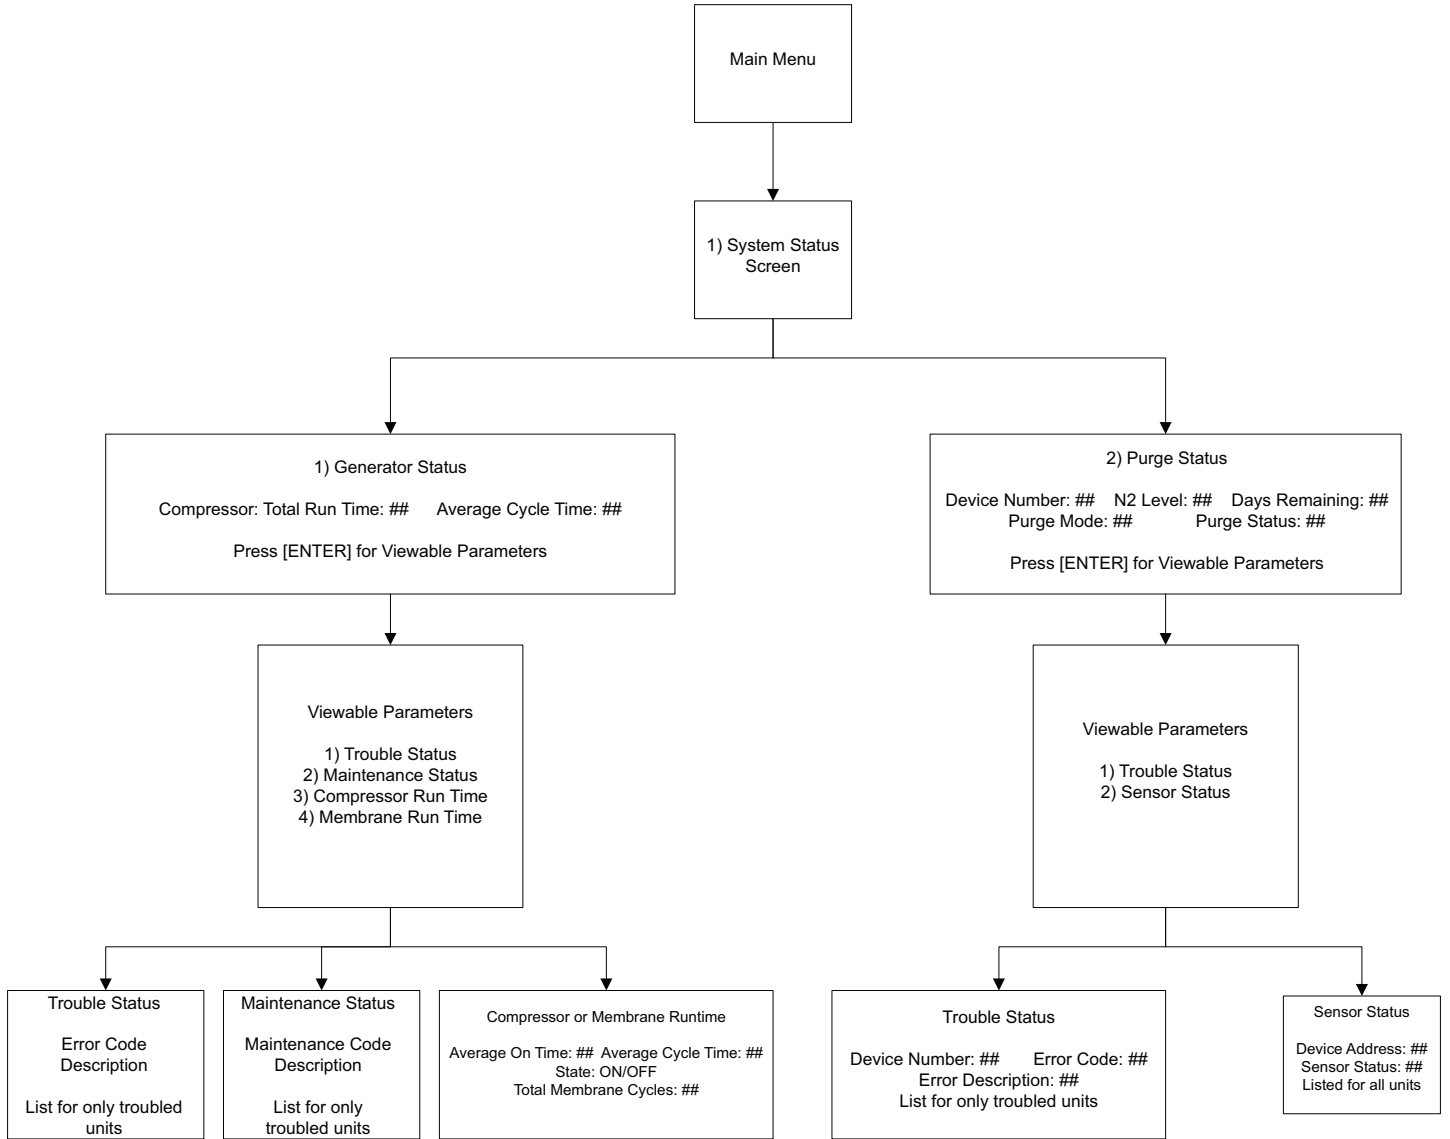 Main Menu
1) System Status
Screen
1) Generator Status
Compressor: Total Run Time: ## Average Cycle Time: ##
Press [ENTER] for Viewable Parameters
2) Purge Status
Device Number: ## N2 Level: ## Days Remaining: ##
Purge Mode: ## Purge Status: ##
Press [ENTER] for Viewable Parameters
Viewable Parameters
1) Trouble Status
2) Maintenance Status
3) Compressor Run Time
4) Membrane Run Time
Viewable Parameters
1) Trouble Status
2) Sensor Status
Trouble Status
Error Code
Description
List for only troubled
units
Maintenance Status
Maintenance Code
Description
List for only
troubled units
Compressor or Membrane Runtime
Average On Time: ## Average Cycle Time: ##
State: ON/OFF
Total Membrane Cycles: ##
Trouble Status
Device Number: ## Error Code: ##
Error Description: ##
List for only troubled units
Sensor Status
Device Address: ##
Sensor Status: ##
Listed for all units